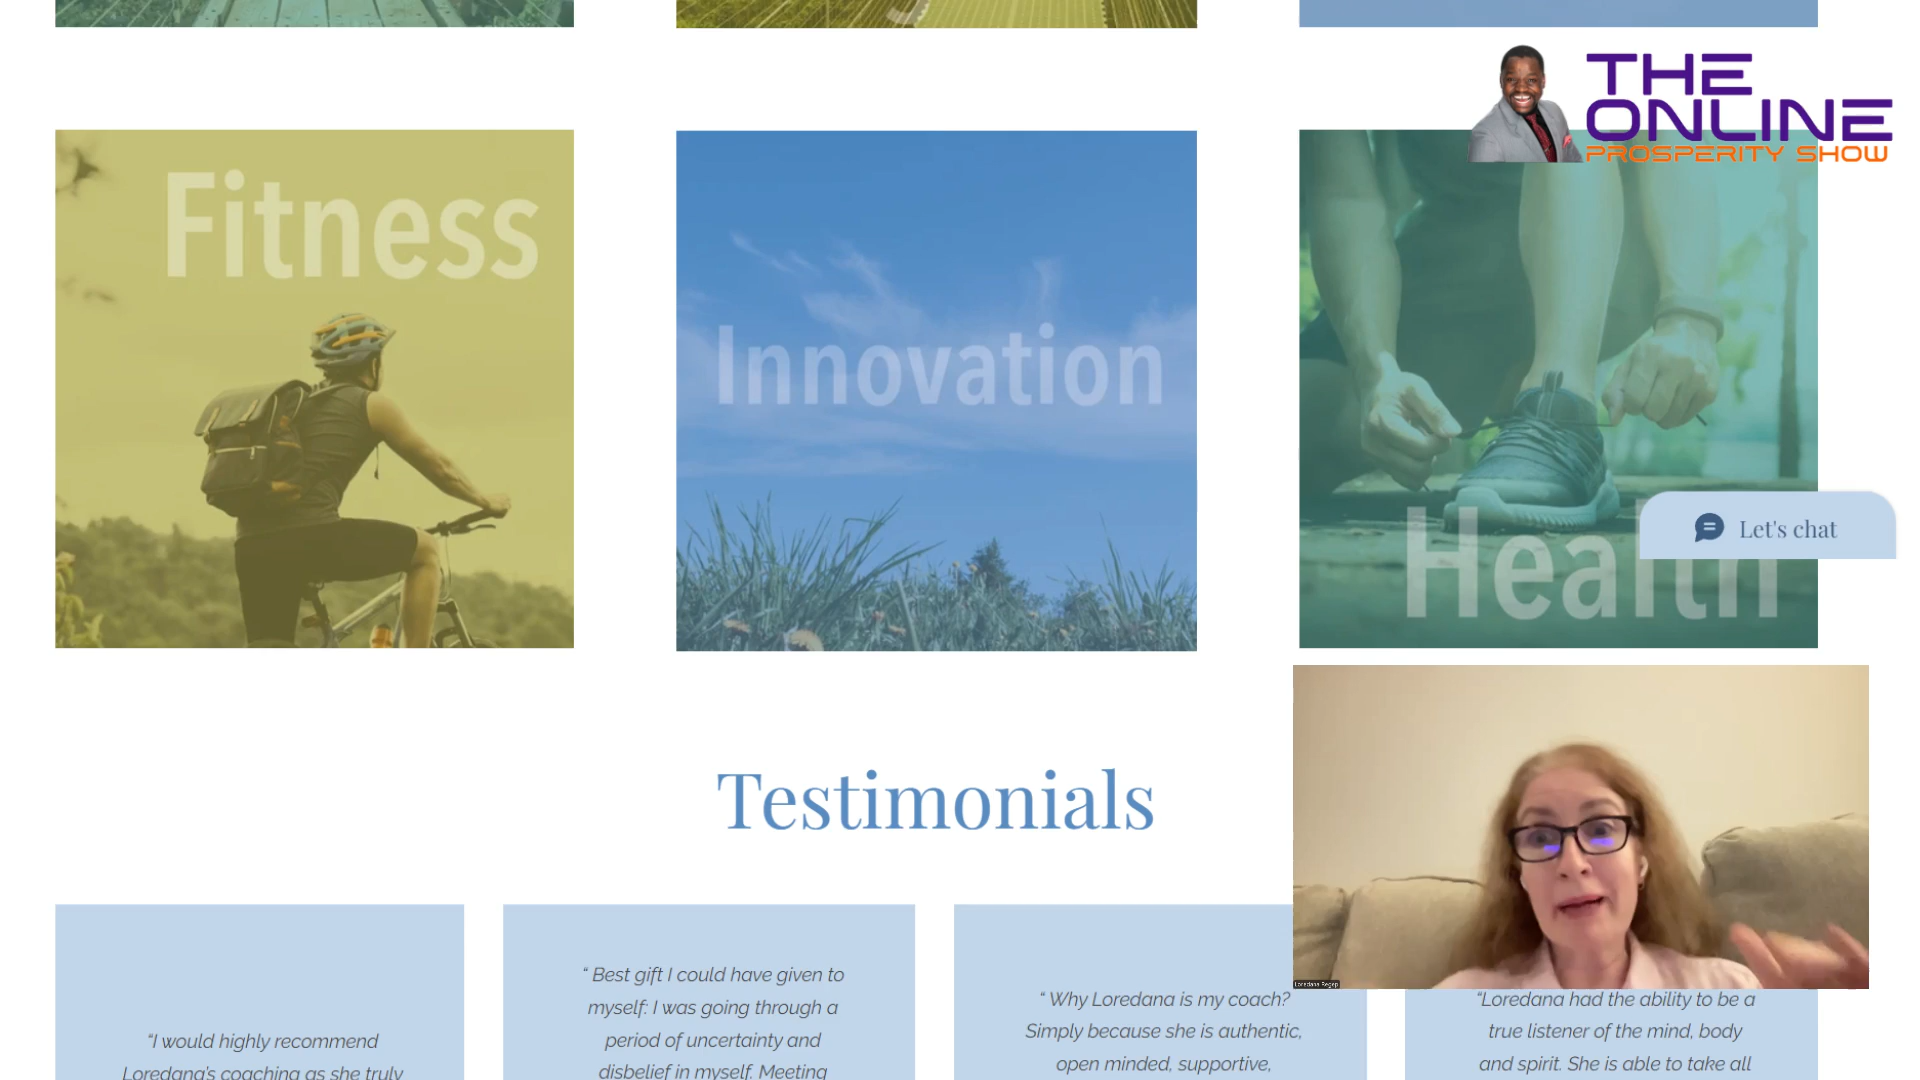 THE
ONLINE
PROSPERITY SHOW
Fitness
Innovation
Let's chat
Health
Testimonials
Loredana Regep
“I would highly recommend
Loredana's coaching as she truly
“ Best gift I could have given to
myself: I was going through a
period of uncertainty and
disbelief in myself. Meeting
“ Why Loredana is my coach?
Simply because she is authentic,
open minded, supportive,
“Loredana had the ability to be a
true listener of the mind, body
and spirit. She is able to take all